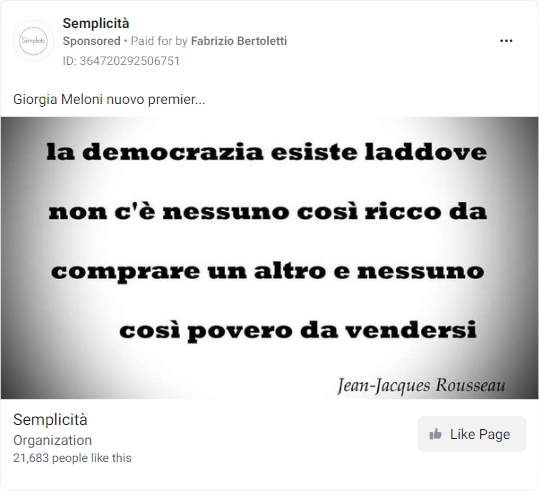 Semplicità
Sponsored • Paid for by Fabrizio Bertoletti
ID: 364720292506751
Giorgia Meloni nuovo premier...
la democrazia esiste laddove
non c'è nessuno così ricco da
comprare un altro e nessuno
così povero da vendersi
Jean-Jacques Rousseau
Semplicità
Organization
21,683 people like this
Like Page